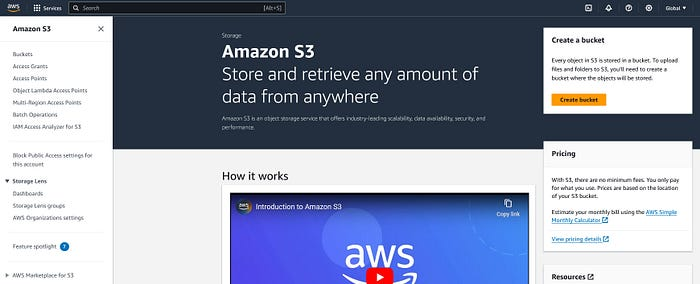 aws
Services
Search
[Alt+S]
Global
Amazon S3
Buckets
Access Grants
Access Points
Object Lambda Access Points
Multi-Region Access Points
Batch Operations
IAM Access Analyzer for S3
Block Public Access settings for
this account
Storage Lens
Dashboards
Storage Lens groups
AWS Organizations settings
Feature spotlight 7
AWS Marketplace for S3
Storage
Amazon S3
Store and retrieve any amount of
data from anywhere
Amazon S3 is an object storage service that offers industry-leading scalability, data availability, security, and
performance.
How it works
aws
Introduction to Amazon S3
Copy link
aws
Create a bucket
Every object in S3 is stored in a bucket. To upload
files and folders to S3, you'll need to create a
bucket where the objects will be stored.
Create bucket
Pricing
With S3, there are no minimum fees. You only pay
for what you use. Prices are based on the location
of your S3 bucket.
Estimate your monthly bill using the AWS Simple
Monthly Calculator
View pricing details
Resources